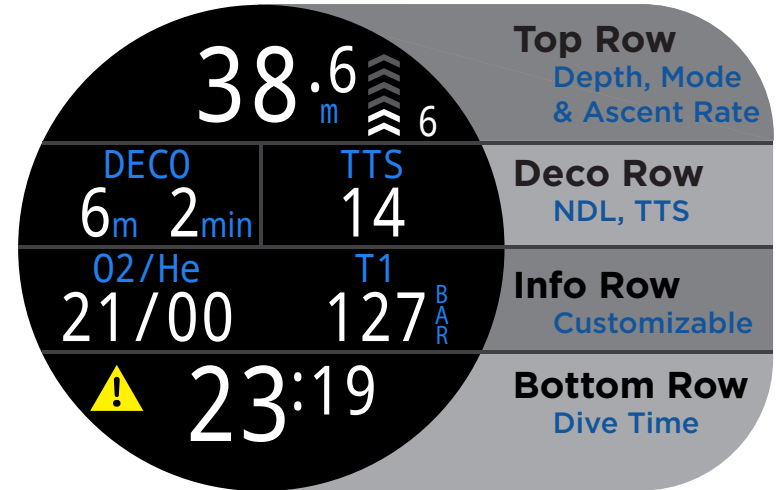 38.6
m
6
Top Row
Depth, Mode
& Ascent Rate
DECO
6m 2min
TTS
14
Deco Row
NDL, TTS
O2/He
21/00
T1
127 BAR
Info Row
Customizable
23:19
Bottom Row
Dive Time